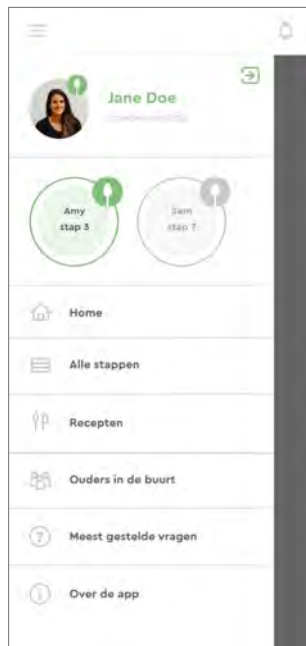 Jane Doe
Amy
stap 3
Sam
stap 7
Home
Alle stappen
Recepten
Ouders in de buurt
Meest gestelde vragen
Over de app